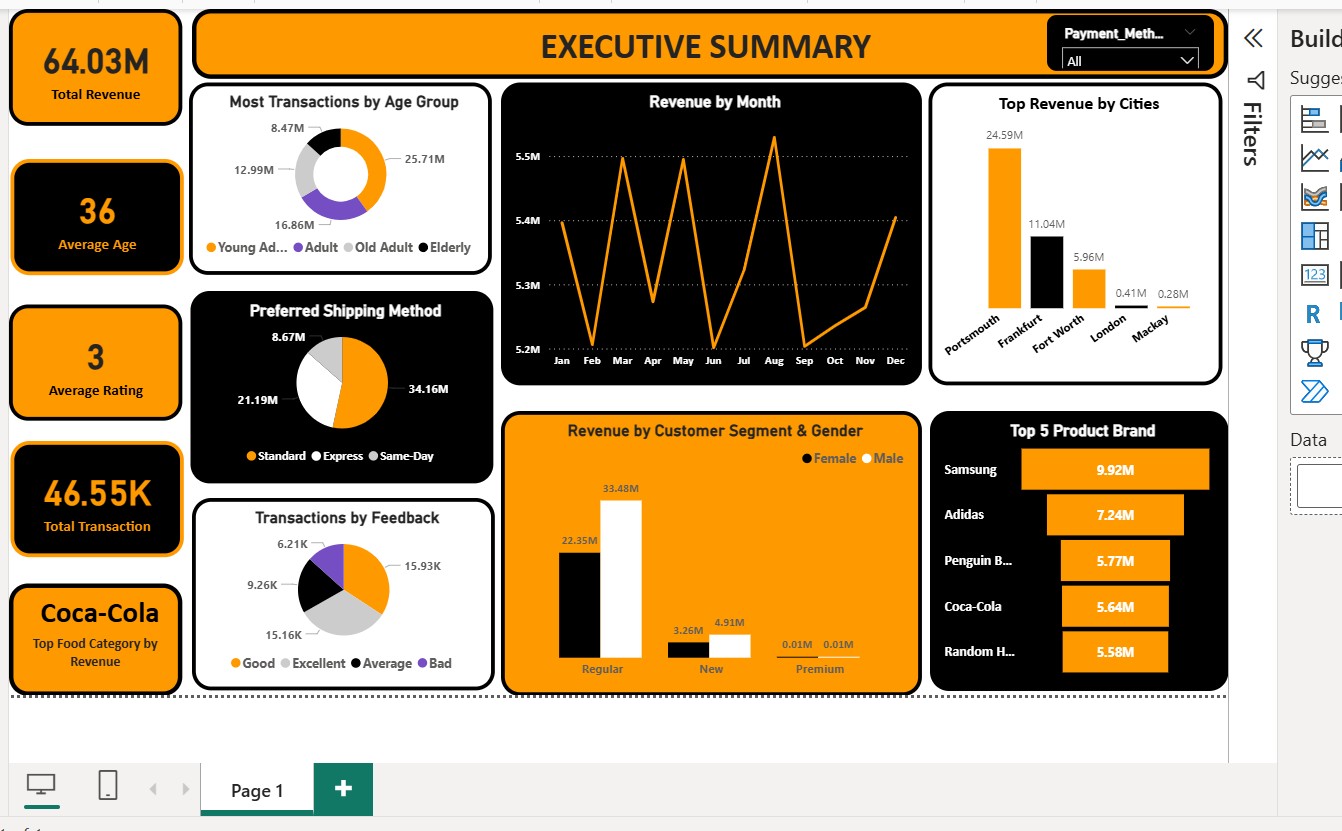 64.03M
Total Revenue
36
Average Age
3
Average Rating
46.55K
Total Transaction
Coca-Cola
Top Food Category by
Revenue
EXECUTIVE SUMMARY
Payment_Meth...
All
Most Transactions by Age Group
8.47M
25.71M
12.99M
16.86M
Young Ad... Adult Old Adult Elderly
Preferred Shipping Method
8.67M
34.16M
21.19M
Standard Express Same-Day
Transactions by Feedback
6.21K
15.93K
9.26K
15.16K
Good Excellent Average Bad
Revenue by Month
5.5M
5.4M
5.3M
5.2M
Jan Feb Mar Apr May Jun Jul Aug Sep Oct Nov Dec
Top Revenue by Cities
24.59M
11.04M
5.96M
0.41M
0.28M
Portsmouth
Frankfurt
Fort Worth
London
Mackay
Revenue by Customer Segment & Gender
Female Male
33.48M
22.35M
3.26M
4.91M
0.01M
0.01M
Regular New Premium
Top 5 Product Brand
Samsung 9.92M
Adidas 7.24M
Penguin B... 5.77M
Coca-Cola 5.64M
Random H... 5.58M
Filters
Build
Sugges
123
R
Data
Page 1
+